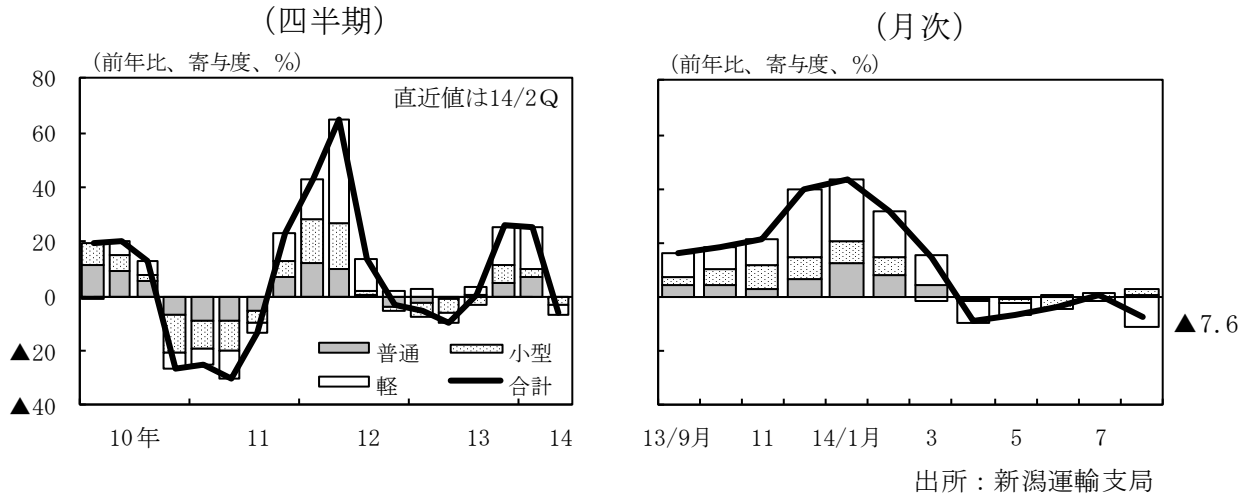 (四半期)
(前年比、寄与度、%)
80
60
40
20
0
▲20
▲40
直近値は14/2Q
普通
小型
軽
合計
10年 11 12 13 14
(月次)
(前年比、寄与度、%)
▲7.6
13/9月 11 14/1月 3 5 7
出所:新潟運輸支局